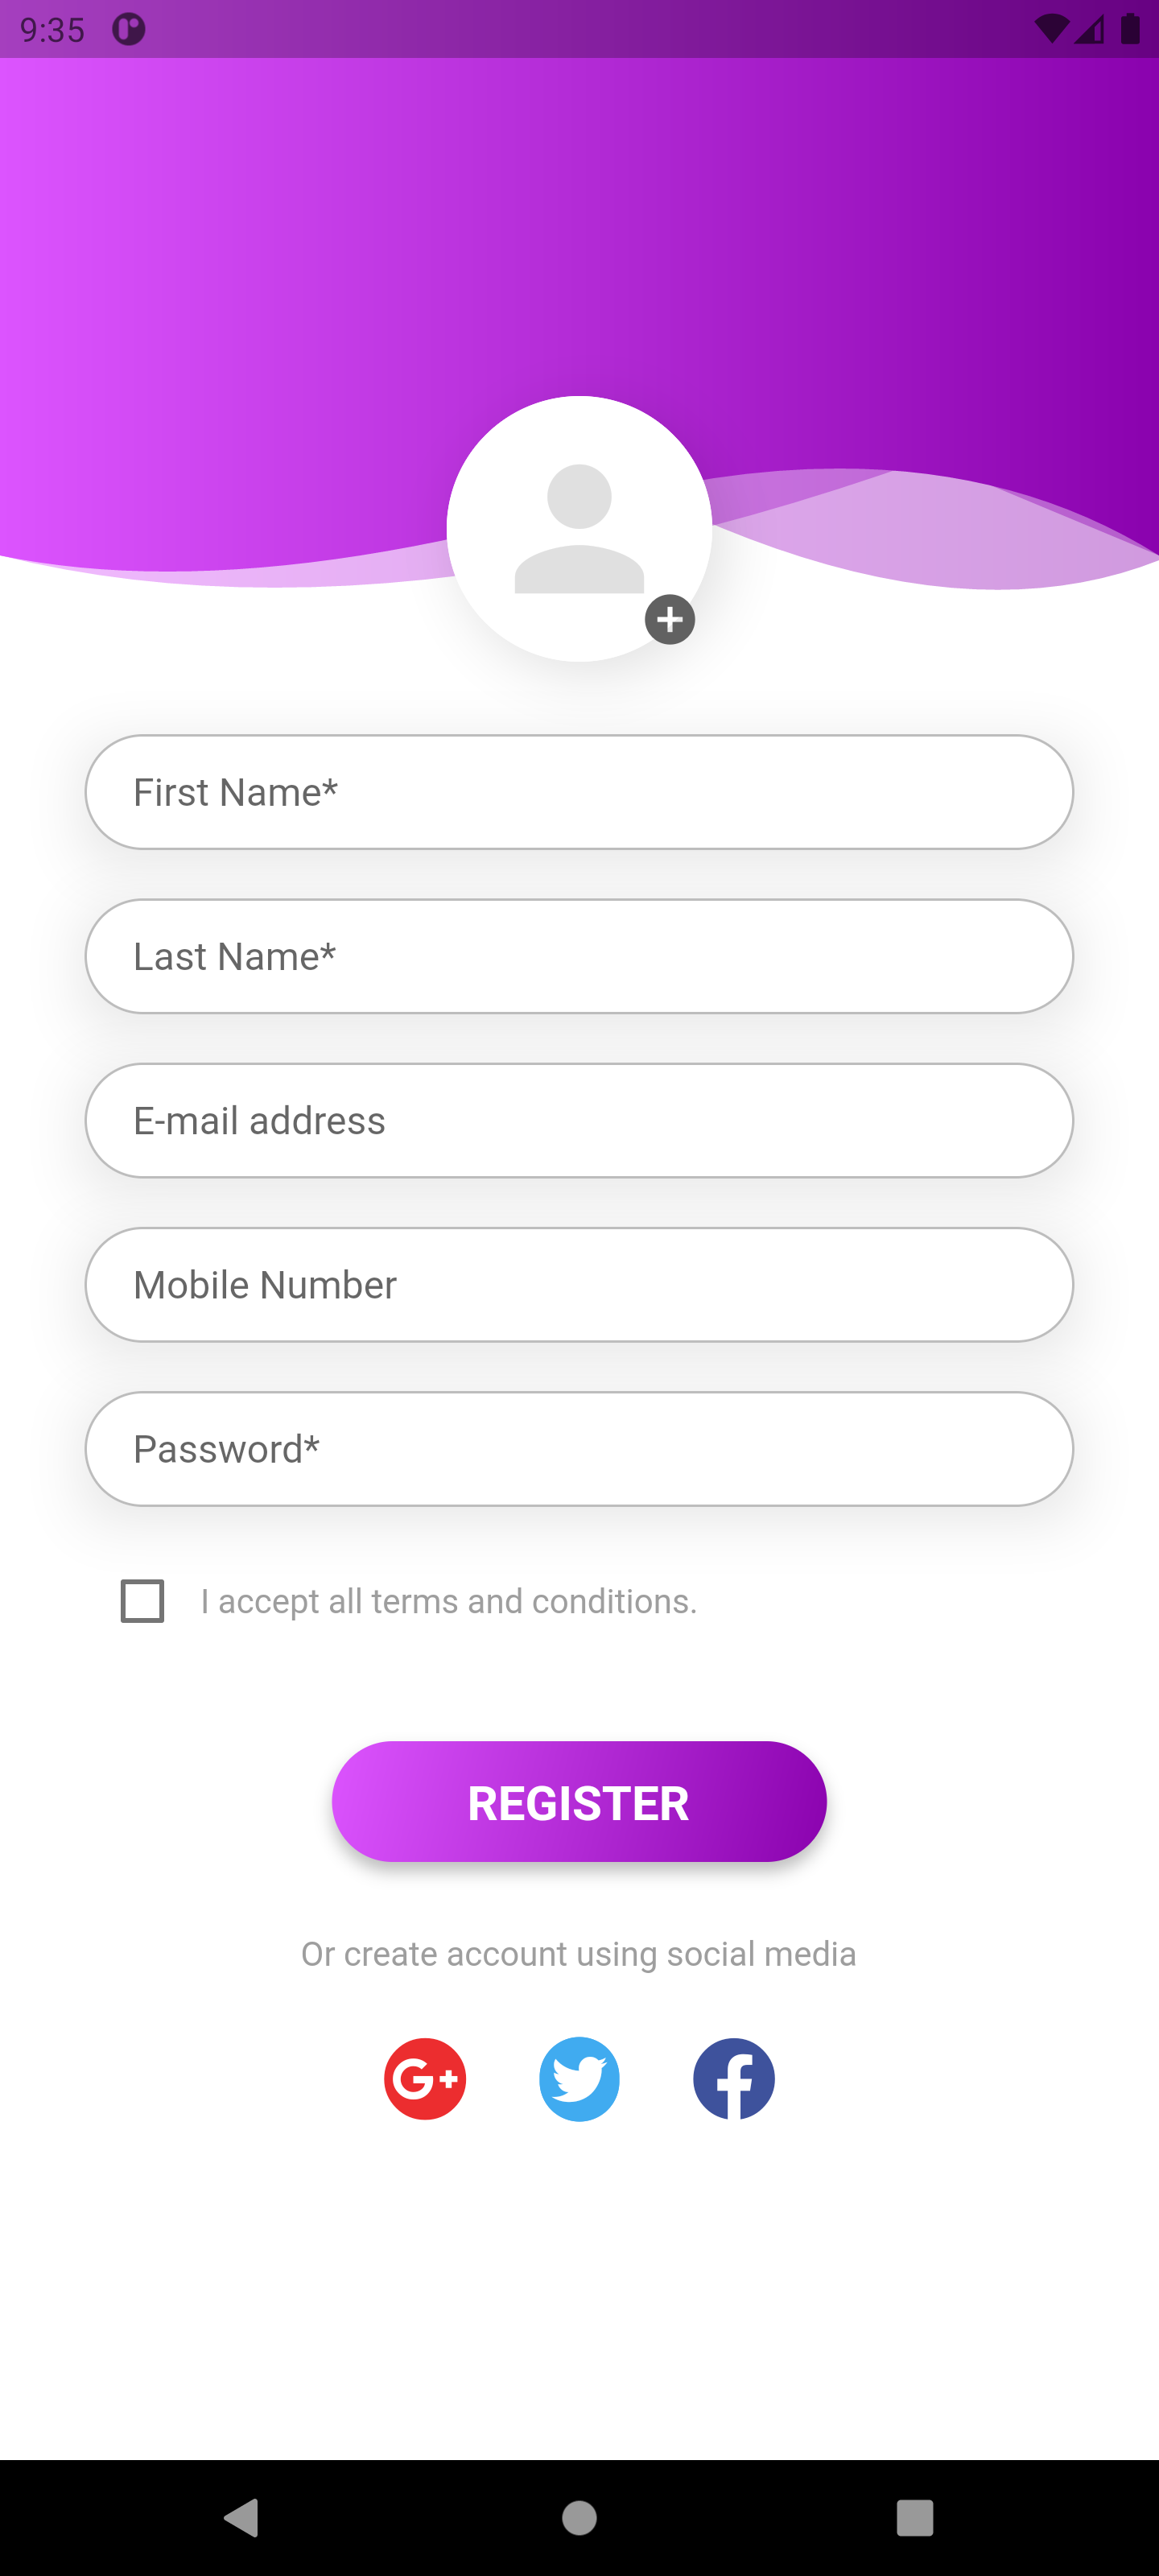 9:35
First Name*
Last Name*
E-mail address
Mobile Number
Password*
I accept all terms and conditions.
REGISTER
Or create account using social media
G+